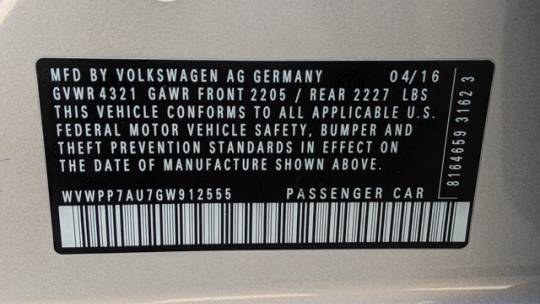 MFD BY VOLKSWAGEN AG GERMANY 04/16
GVWR 4321 GAWR FRONT 2205 / REAR 2227 LBS
THIS VEHICLE CONFORMS TO ALL APPLICABLE U.S.
FEDERAL MOTOR VEHICLE SAFETY, BUMPER AND
THEFT PREVENTION STANDARDS IN EFFECT ON
THE DATE OF MANUFACTURE SHOWN ABOVE.
WVWPP7AU7GW912555 PASSENGER CAR
8164659 3162 3